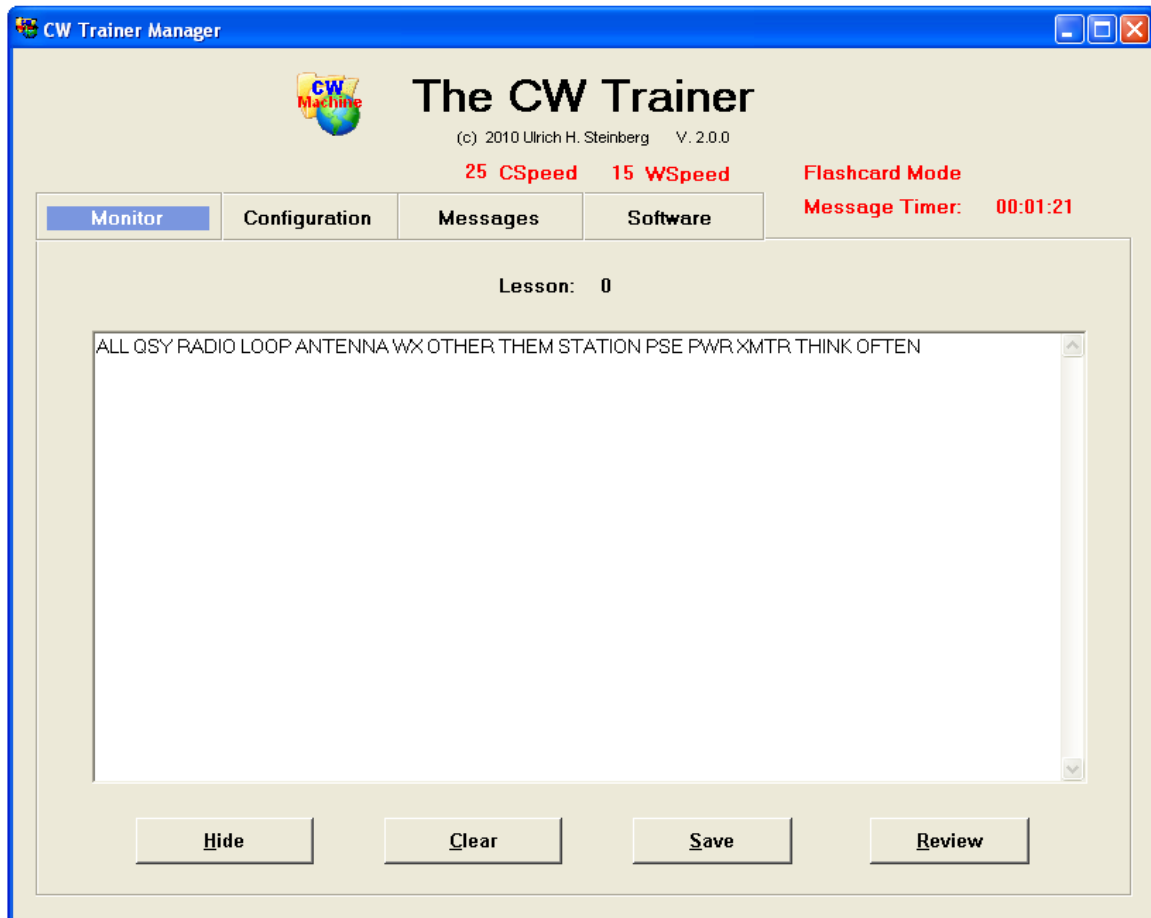 CW Trainer Manager
CW
Machine
The CW Trainer
(c) 2010 Ulrich H. Steinberg V. 2.0.0
25 CSpeed 15 WSpeed Flashcard Mode
Message Timer: 00:01:21
Monitor Configuration Messages Software
Lesson: 0
ALL QSY RADIO LOOP ANTENNA WX OTHER THEM STATION PSE PWR XMTR THINK OFTEN
Hide Clear Save Review